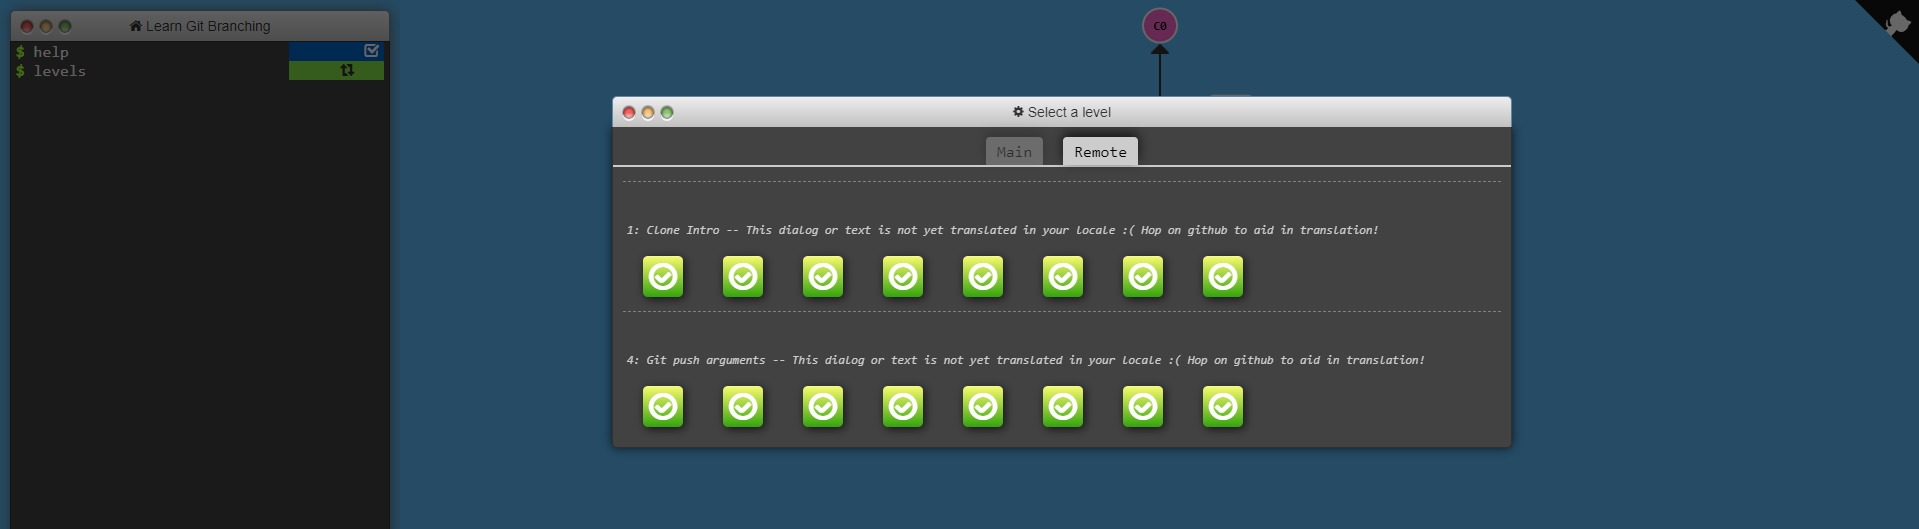 Learn Git Branching
$ help
$ levels
C0
Select a level
Main
Remote
1: Clone Intro -- This dialog or text is not yet translated in your locale :( Hop on github to aid in translation!
4: Git push arguments -- This dialog or text is not yet translated in your locale :( Hop on github to aid in translation!